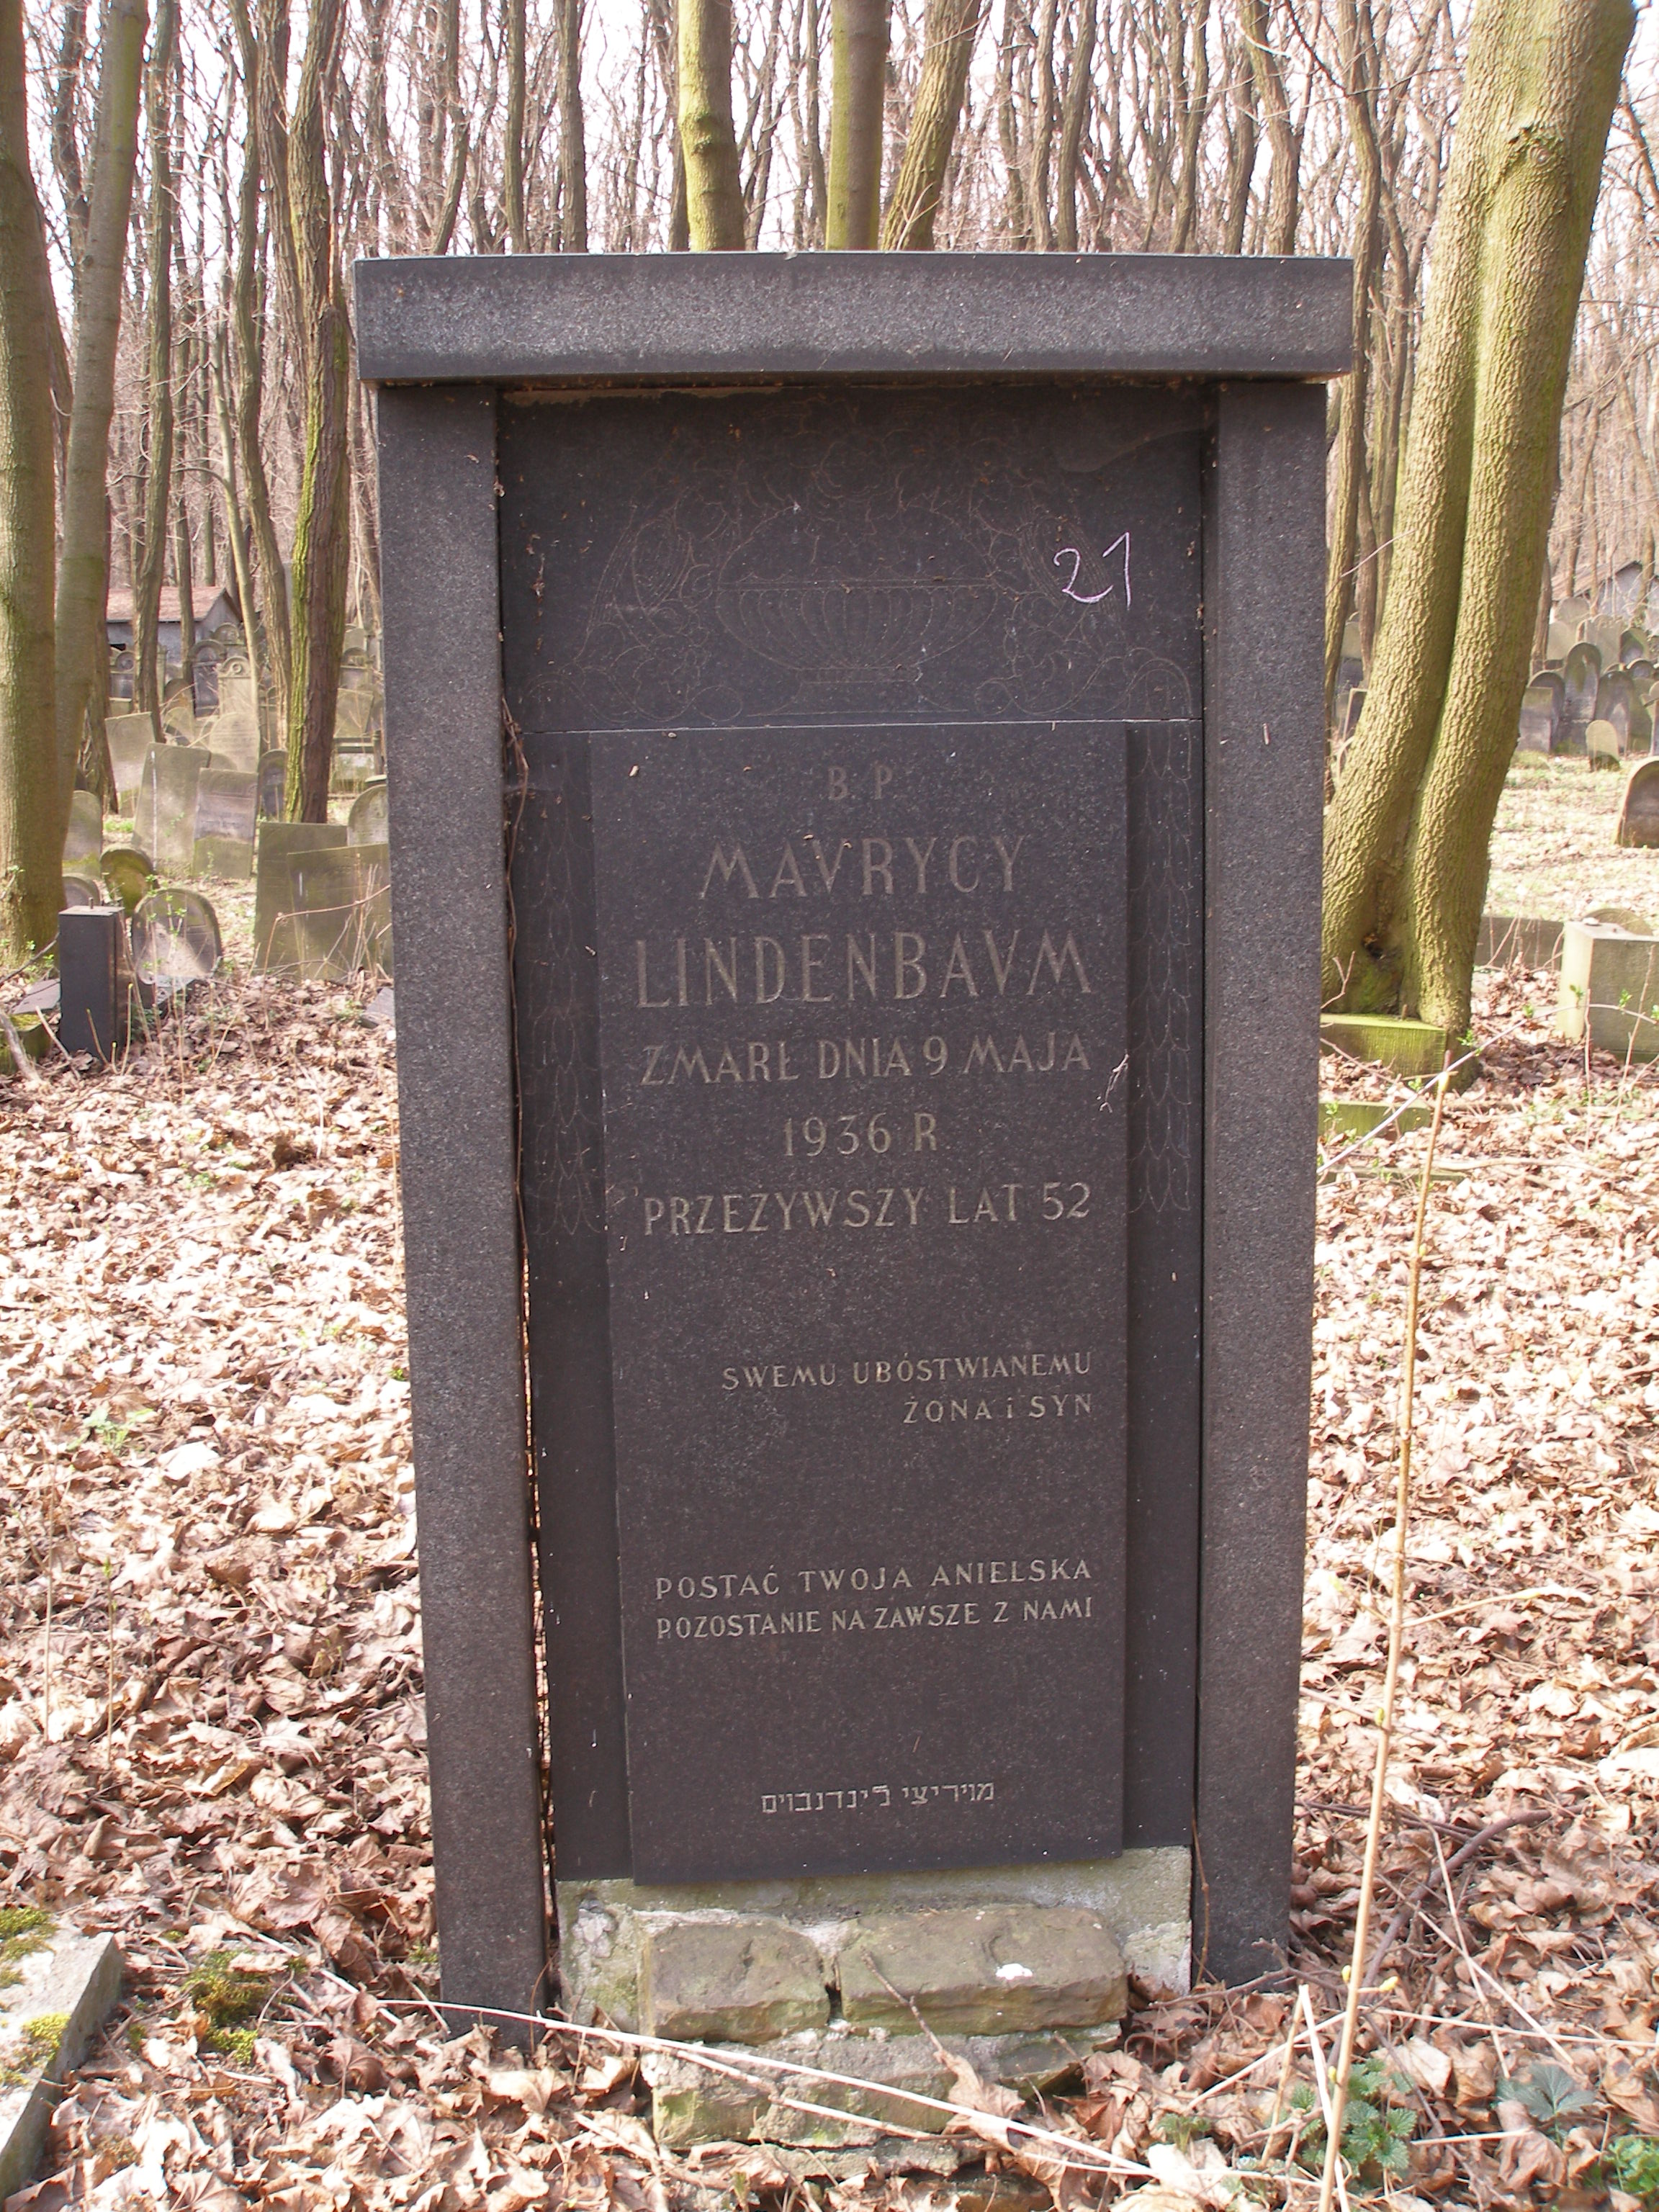 21
B. P.
MAVRYCY
LINDENBAVM
ZMARŁ DNIA 9 MAJA
1936 R
PRZEŻYWSZY LAT 52
SWEMU UBÓSTWIANEMU
ŻONA i SYN
POSTAĆ TWOJA ANIELSKA
POZOSTANIE NA ZAWSZE Z NAMI
מויריצי לינדנבוים